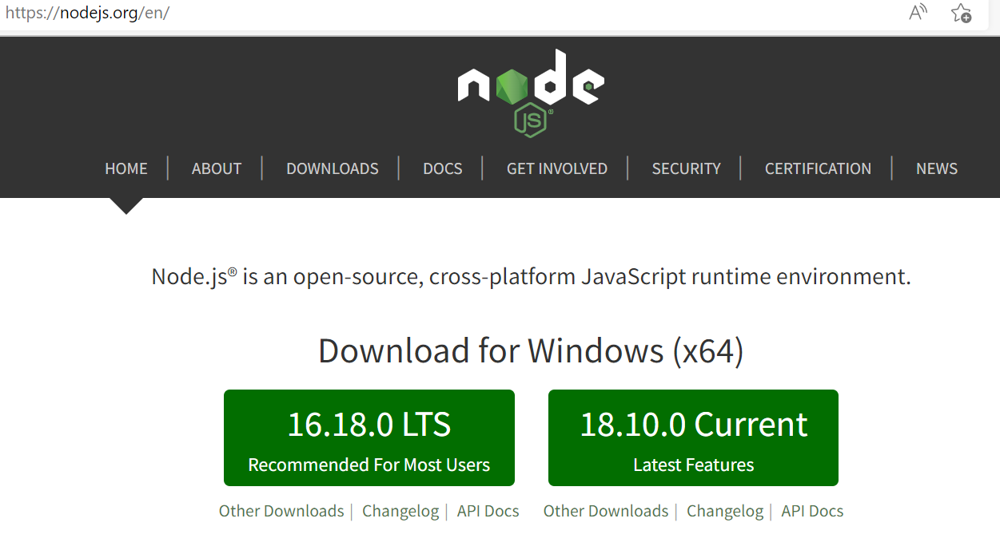 https://nodejs.org/en/
node
JS®
HOME | ABOUT | DOWNLOADS | DOCS | GET INVOLVED | SECURITY | CERTIFICATION | NEWS
Node.js® is an open-source, cross-platform JavaScript runtime environment.
Download for Windows (x64)
16.18.0 LTS
Recommended For Most Users
18.10.0 Current
Latest Features
Other Downloads | Changelog | API Docs
Other Downloads | Changelog | API Docs